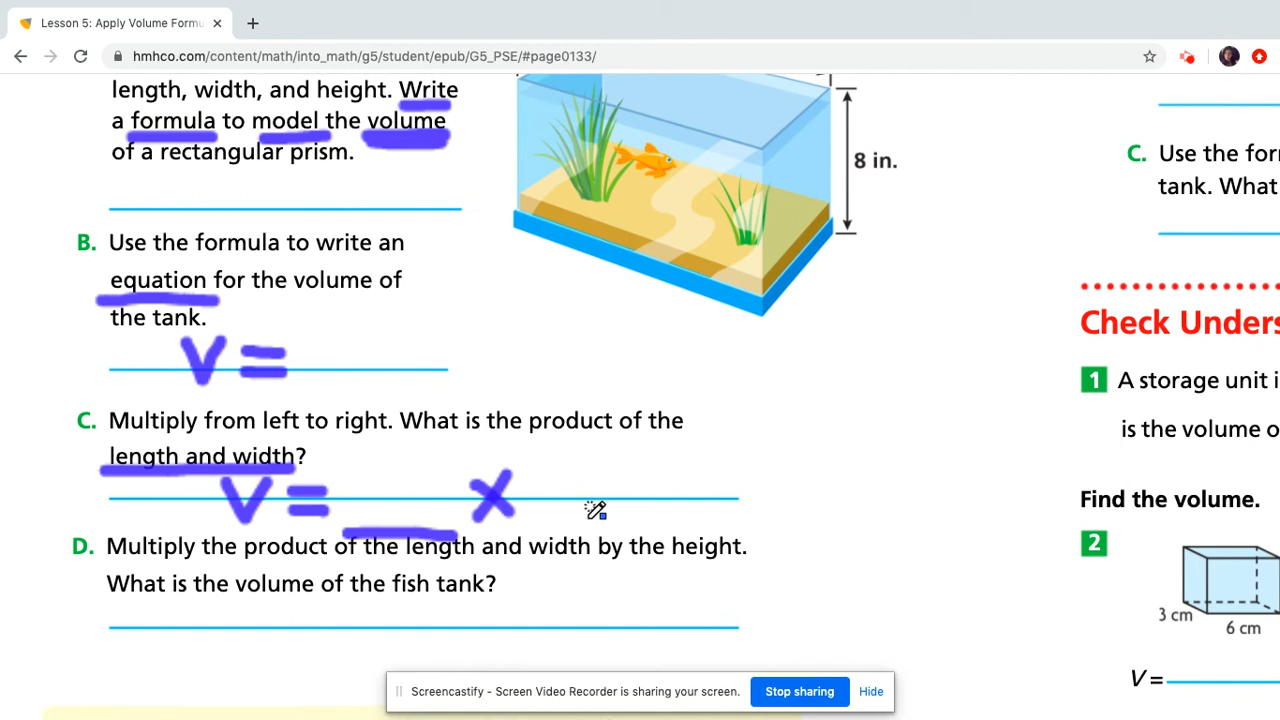 Lesson 5: Apply Volume Formu
hmhco.com/content/math/into_math/g5/student/epub/G5_PSE/#page0133/
length, width, and height. Write
a formula to model the volume
of a rectangular prism.
8 in.
B. Use the formula to write an
equation for the volume of
the tank.
V =
C. Multiply from left to right. What is the product of the
length and width?
V = ___ x
D. Multiply the product of the length and width by the height.
What is the volume of the fish tank?
C. Use the for
tank. What
Check Unders
1 A storage unit i
is the volume o
Find the volume.
2
3 cm
6 cm
V =
Screencastify - Screen Video Recorder is sharing your screen.
Stop sharing
Hide